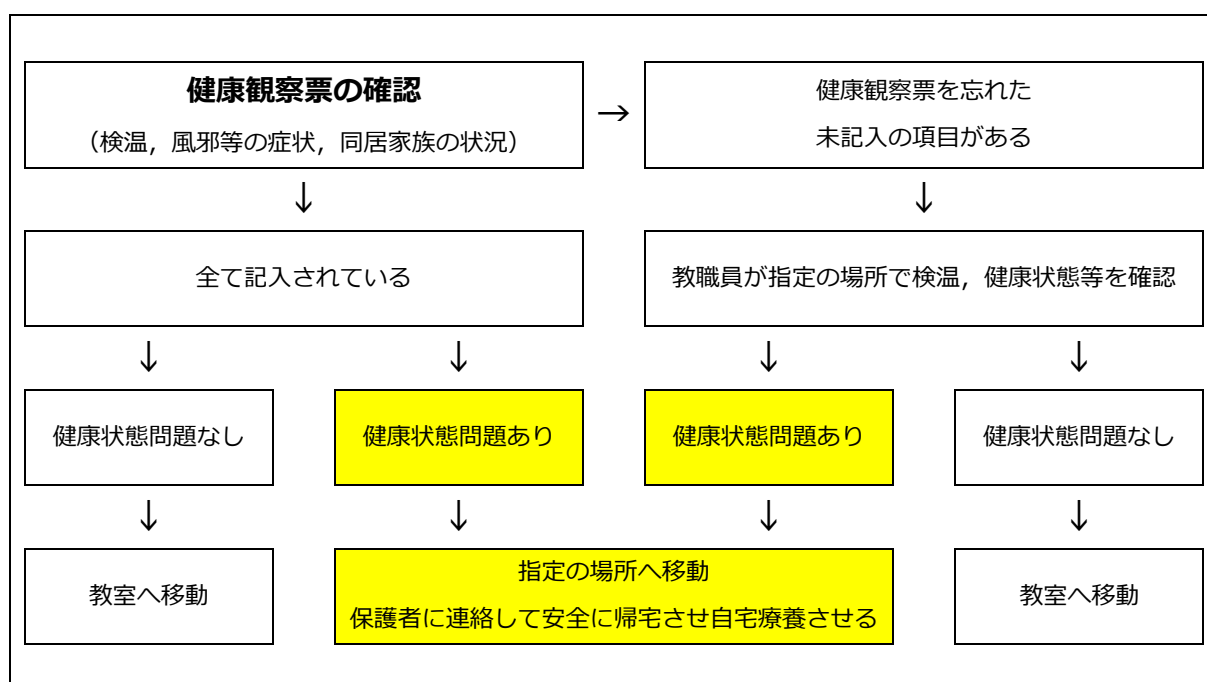 健康観察票の確認
（検温，風邪等の症状，同居家族の状況）
→
健康観察票を忘れた
未記入の項目がある
↓
↓
全て記入されている
教職員が指定の場所で検温，健康状態等を確認
↓
↓
↓
↓
健康状態問題なし
健康状態問題あり
健康状態問題あり
健康状態問題なし
↓
↓
↓
↓
教室へ移動
指定の場所へ移動
保護者に連絡して安全に帰宅させ自宅療養させる
教室へ移動